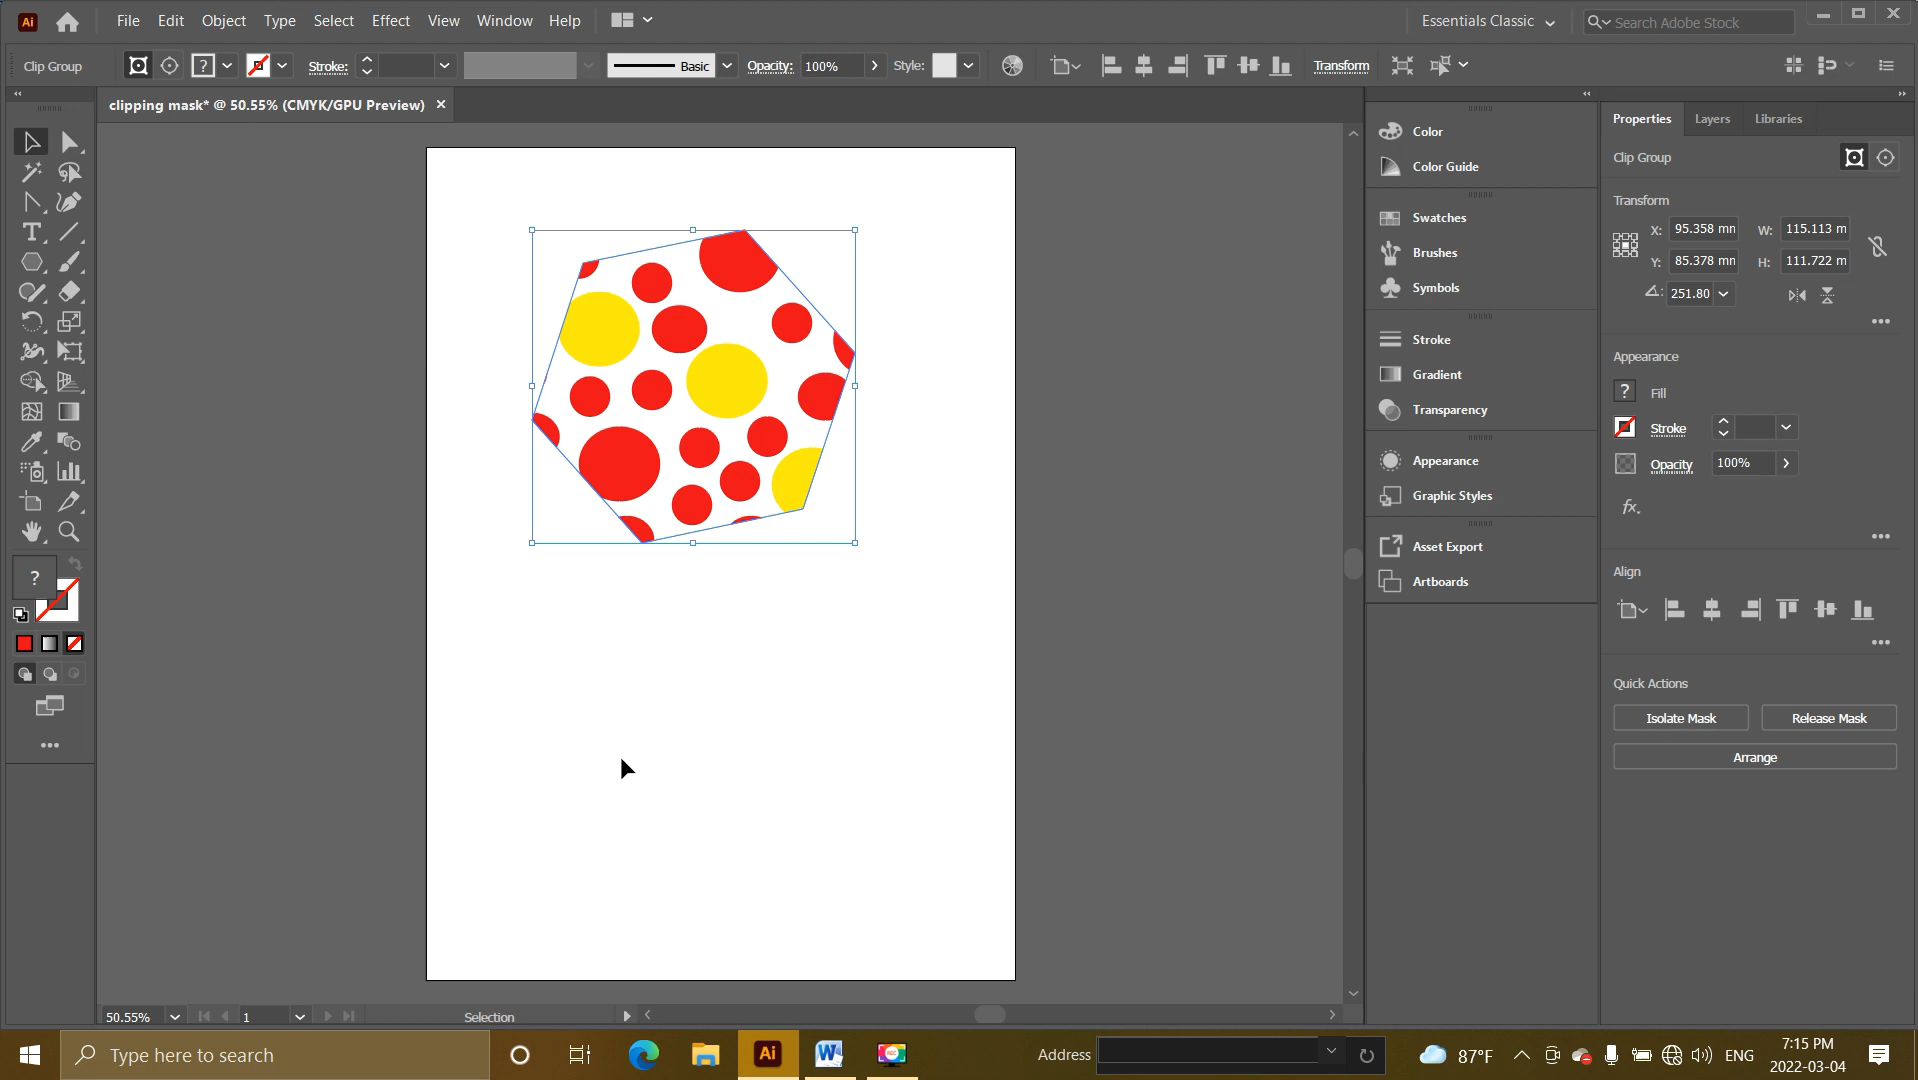 Ai File Edit Object Type Select Effect View Window Help Essentials Classic Search Adobe Stock
Clip Group ? Stroke: Basic Opacity: 100% Style: Transform
clipping mask* @ 50.55% (CMYK/GPU Preview) ×
Color
Color Guide
Swatches
Brushes
Symbols
Stroke
Gradient
Transparency
Appearance
Graphic Styles
Asset Export
Artboards
Properties Layers Libraries
Clip Group
Transform
X: 95.358 mn W: 115.113 m
Y: 85.378 mn H: 111.722 m
251.80
Appearance
? Fill
Stroke
Opacity 100%
fx.
Align
Quick Actions
Isolate Mask Release Mask
Arrange
T
?
50.55% 1 Selection
Type here to search Ai W REC Address 87°F ENG 7:15 PM
2022-03-04